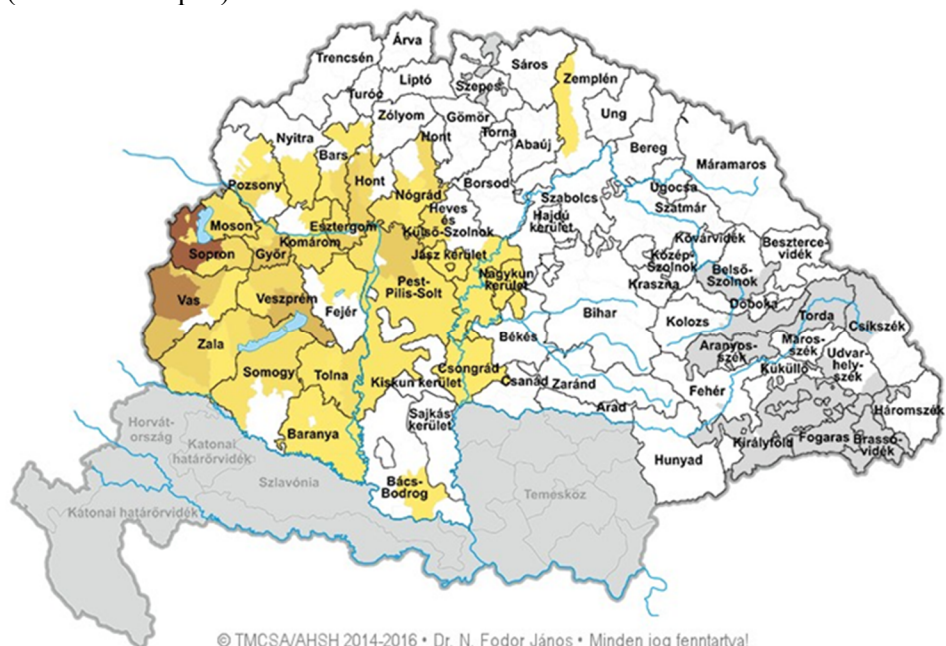 Árva
Trencsén
Liptó
Szepes
Sáros
Zemplén
Turóc
Zólyom
Gömör
Ung
Nyitra
Hont
Torna
Abaúj
Bars
Bereg
Máramaros
Pozsony
Hont
Nógrád
Borsod
Ugocsa
Szabolcs
Szatmár
Moson
Esztergom
Heves
és
Külső-Szolnok
Hajdú
kerület
Sopron
Győr
Komárom
Jász kerület
Kővárvidék
Közép-
Szolnok
Beszterce-
vidék
Vas
Veszprém
Fejér
Pest-
Pilis-Solt
Nagykun
kerület
Kraszna
Belső-
Szolnok
Doboka
Bihar
Kolozs
Torda
Csíkszék
Zala
Békés
Aranyos-
szék
Maros-
szék
Udvar-
hely-
szék
Somogy
Tolna
Kiskun kerület
Csongrád
Csanád
Zaránd
Fehér
Küküllő
Arad
Háromszék
Horvát-
ország
Katonai
határőrvidék
Baranya
Sajkás
kerület
Hunyad
Királyföld
Fogaras
Brassó-
vidék
Szlavónia
Bács-
Bodrog
Temesköz
Katonai határőrvidék
© TMCSA/AHSH 2014-2016 • Dr. N. Fodor János • Minden jog fenntartva!